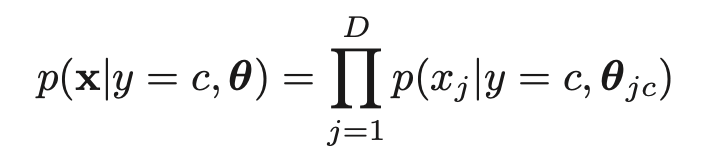 p(𝐱|y = c, 𝜽) = ∏_{j=1}^{D} p(x_j|y = c, 𝜽_{jc})